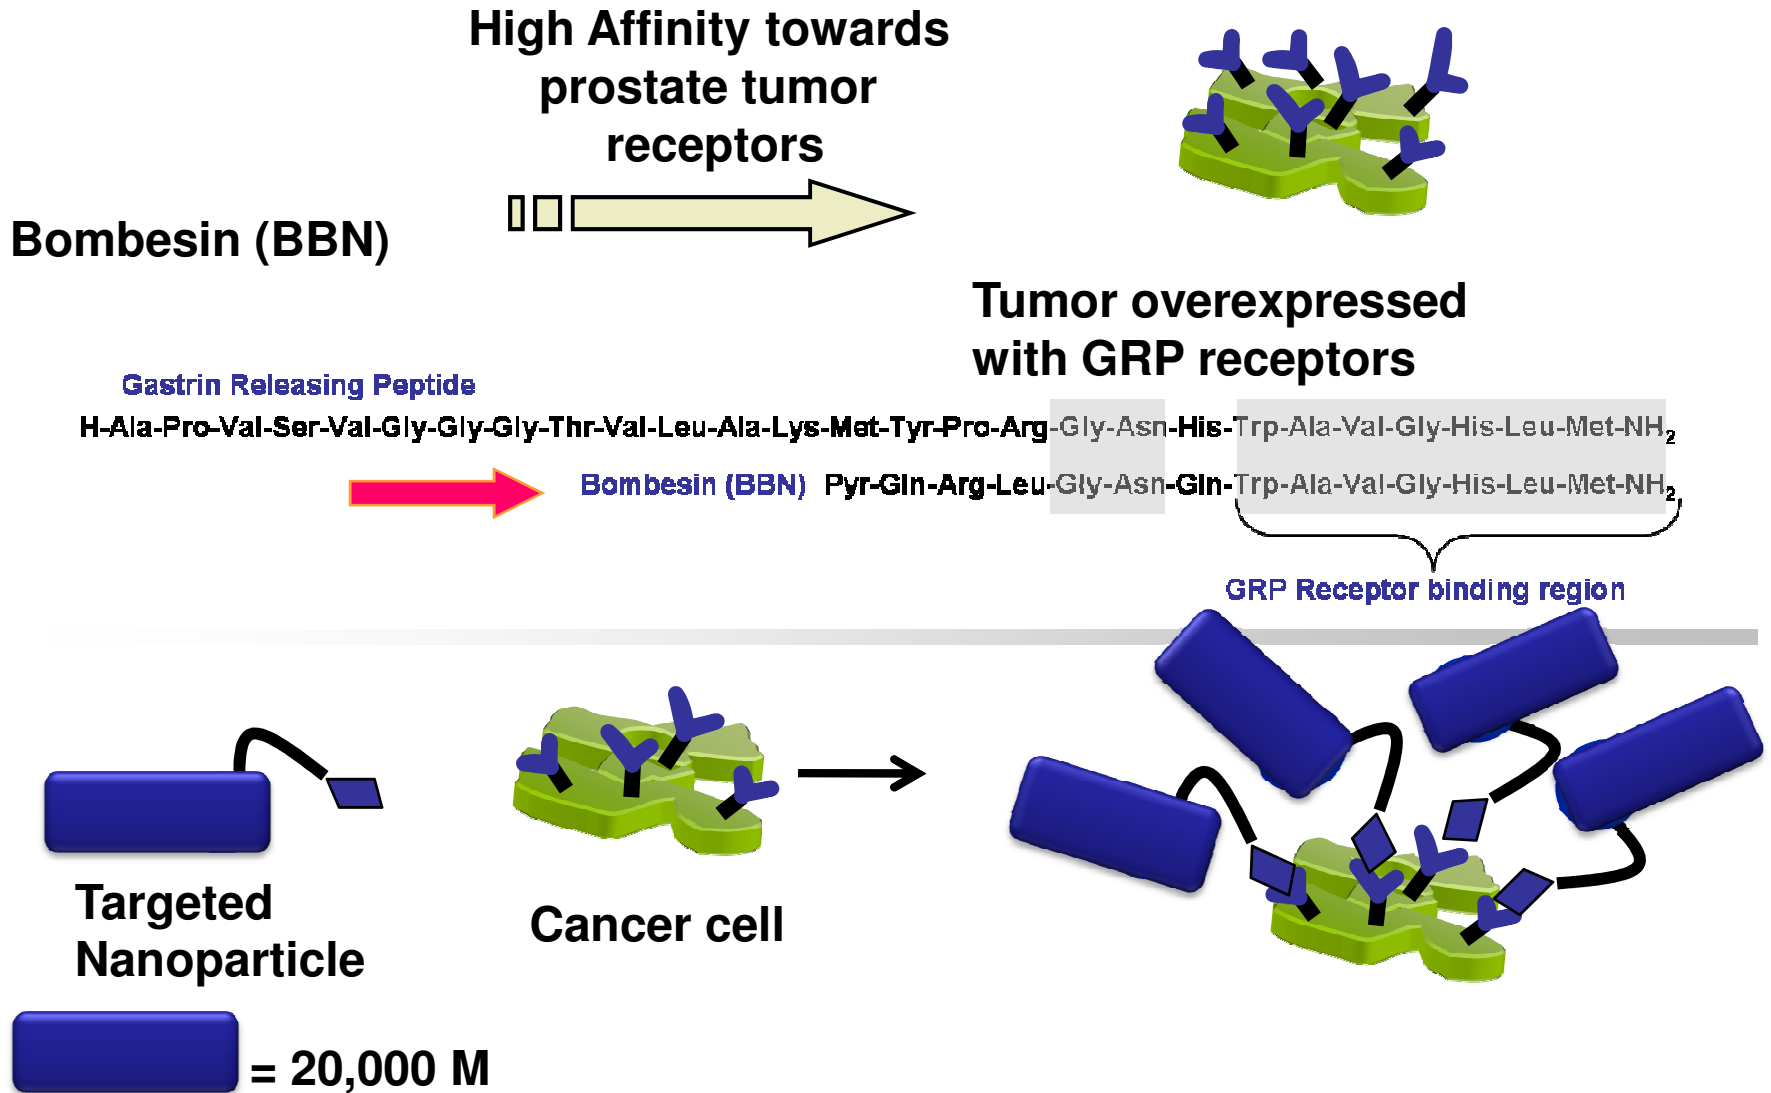 High Affinity towards
prostate tumor
receptors
Bombesin (BBN)
Tumor overexpressed
with GRP receptors
Gastrin Releasing Peptide
H-Ala-Pro-Val-Ser-Val-Gly-Gly-Gly-Thr-Val-Leu-Ala-Lys-Met-Tyr-Pro-Arg-Gly-Asn-His-Trp-Ala-Val-Gly-His-Leu-Met-NH₂
Bombesin (BBN) Pyr-Gln-Arg-Leu-Gly-Asn-Gln-Trp-Ala-Val-Gly-His-Leu-Met-NH₂
GRP Receptor binding region
Targeted
Nanoparticle
Cancer cell
= 20,000 M